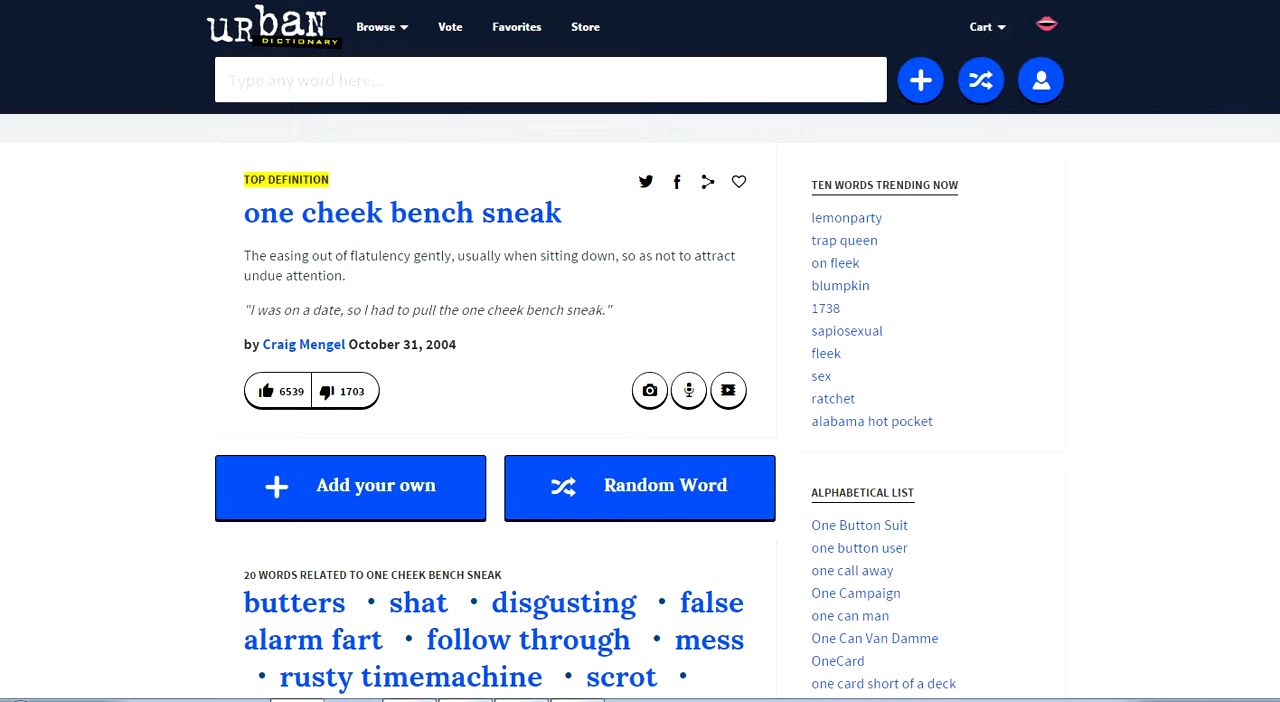 urban
DICTIONARY
Browse
Vote
Favorites
Store
Cart
Type any word here...
TOP DEFINITION
one cheek bench sneak
The easing out of flatulency gently, usually when sitting down, so as not to attract
undue attention.
"I was on a date, so I had to pull the one cheek bench sneak."
by Craig Mengel October 31, 2004
6539
1703
Add your own
Random Word
20 WORDS RELATED TO ONE CHEEK BENCH SNEAK
butters • shat • disgusting • false
alarm fart • follow through • mess
• rusty timemachine • scrot •
TEN WORDS TRENDING NOW
lemonparty
trap queen
on fleek
blumpkin
1738
sapiosexual
fleek
sex
ratchet
alabama hot pocket
ALPHABETICAL LIST
One Button Suit
one button user
one call away
One Campaign
one can man
One Can Van Damme
OneCard
one card short of a deck